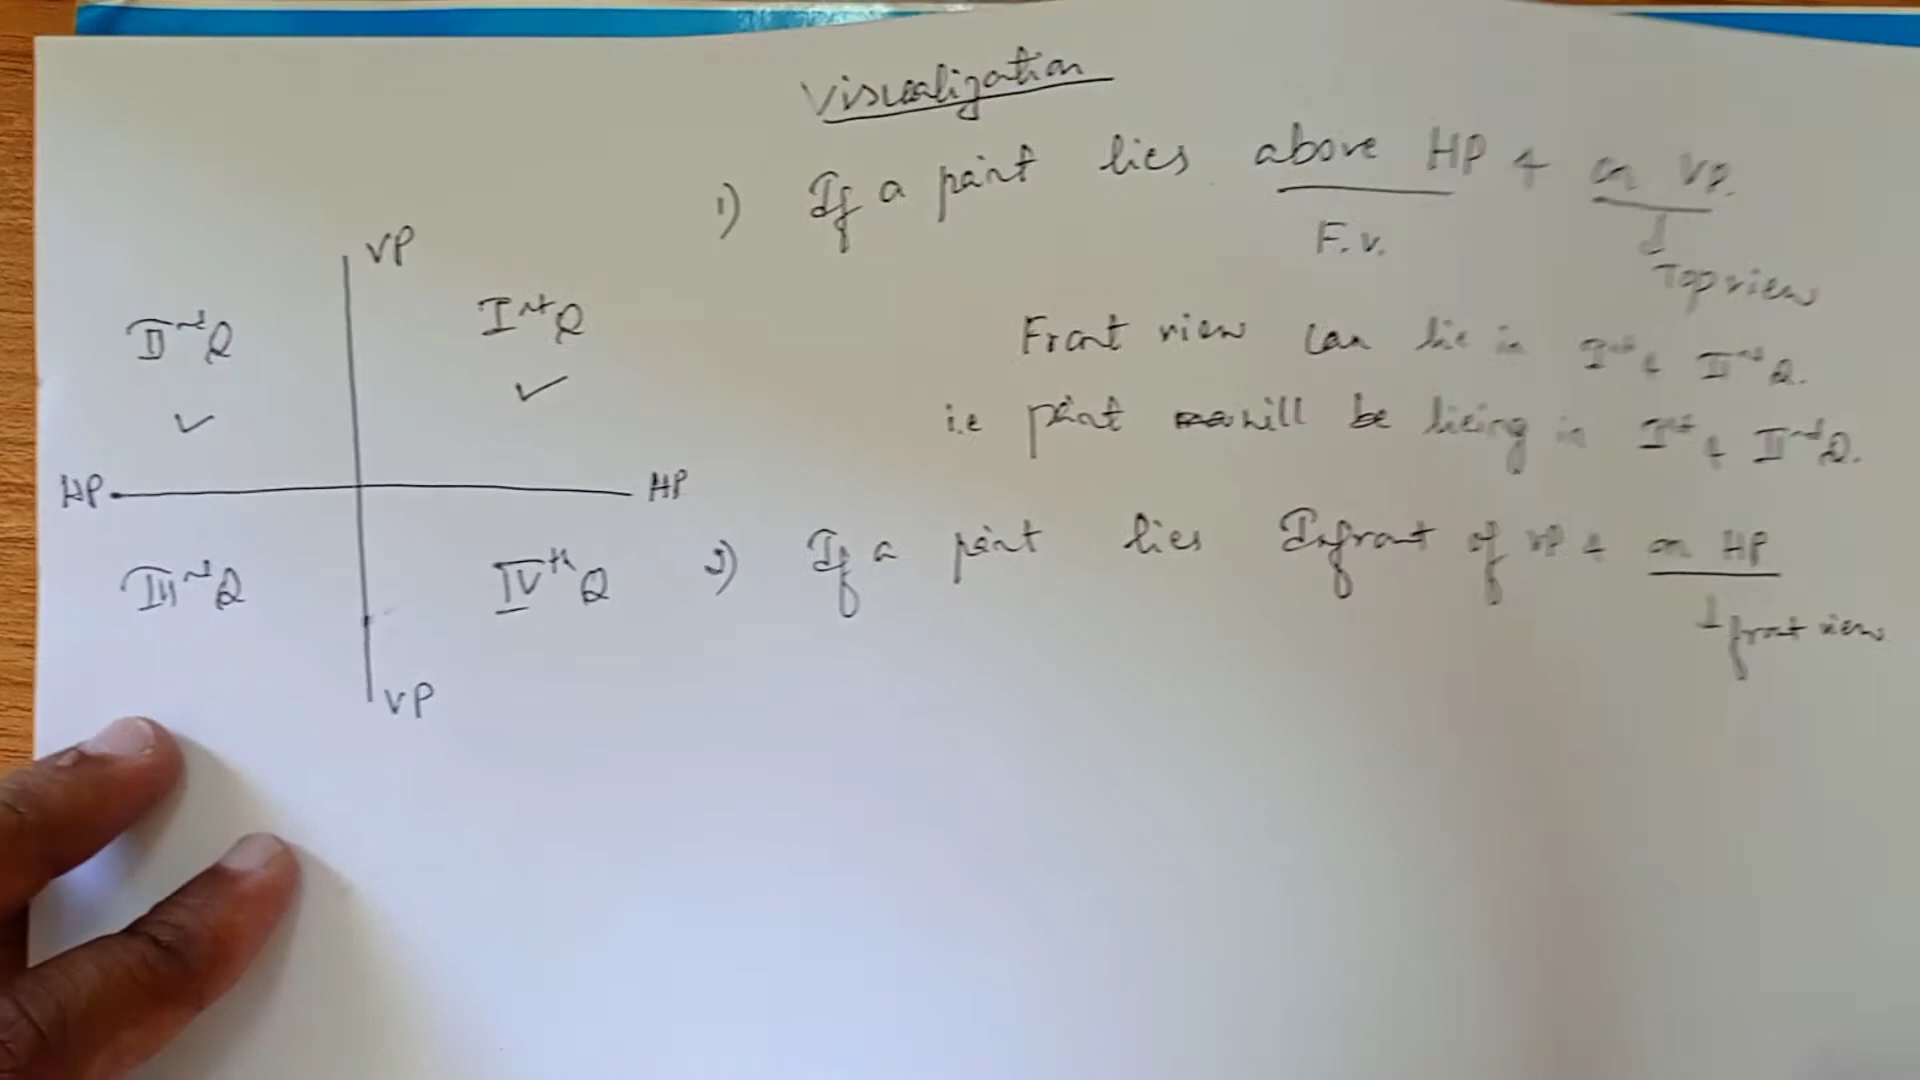 Visualization
1) If a point lies above HP & on VP.
F.V.
Top view
Front view can lie in Ist & IInd Q.
i.e point will be lieing in Ist & IInd Q.
2) If a point lies Infront of VP & on HP
front view
VP
IInd Q
Ist Q
HP
HP
IIIrd Q
IVth Q
VP